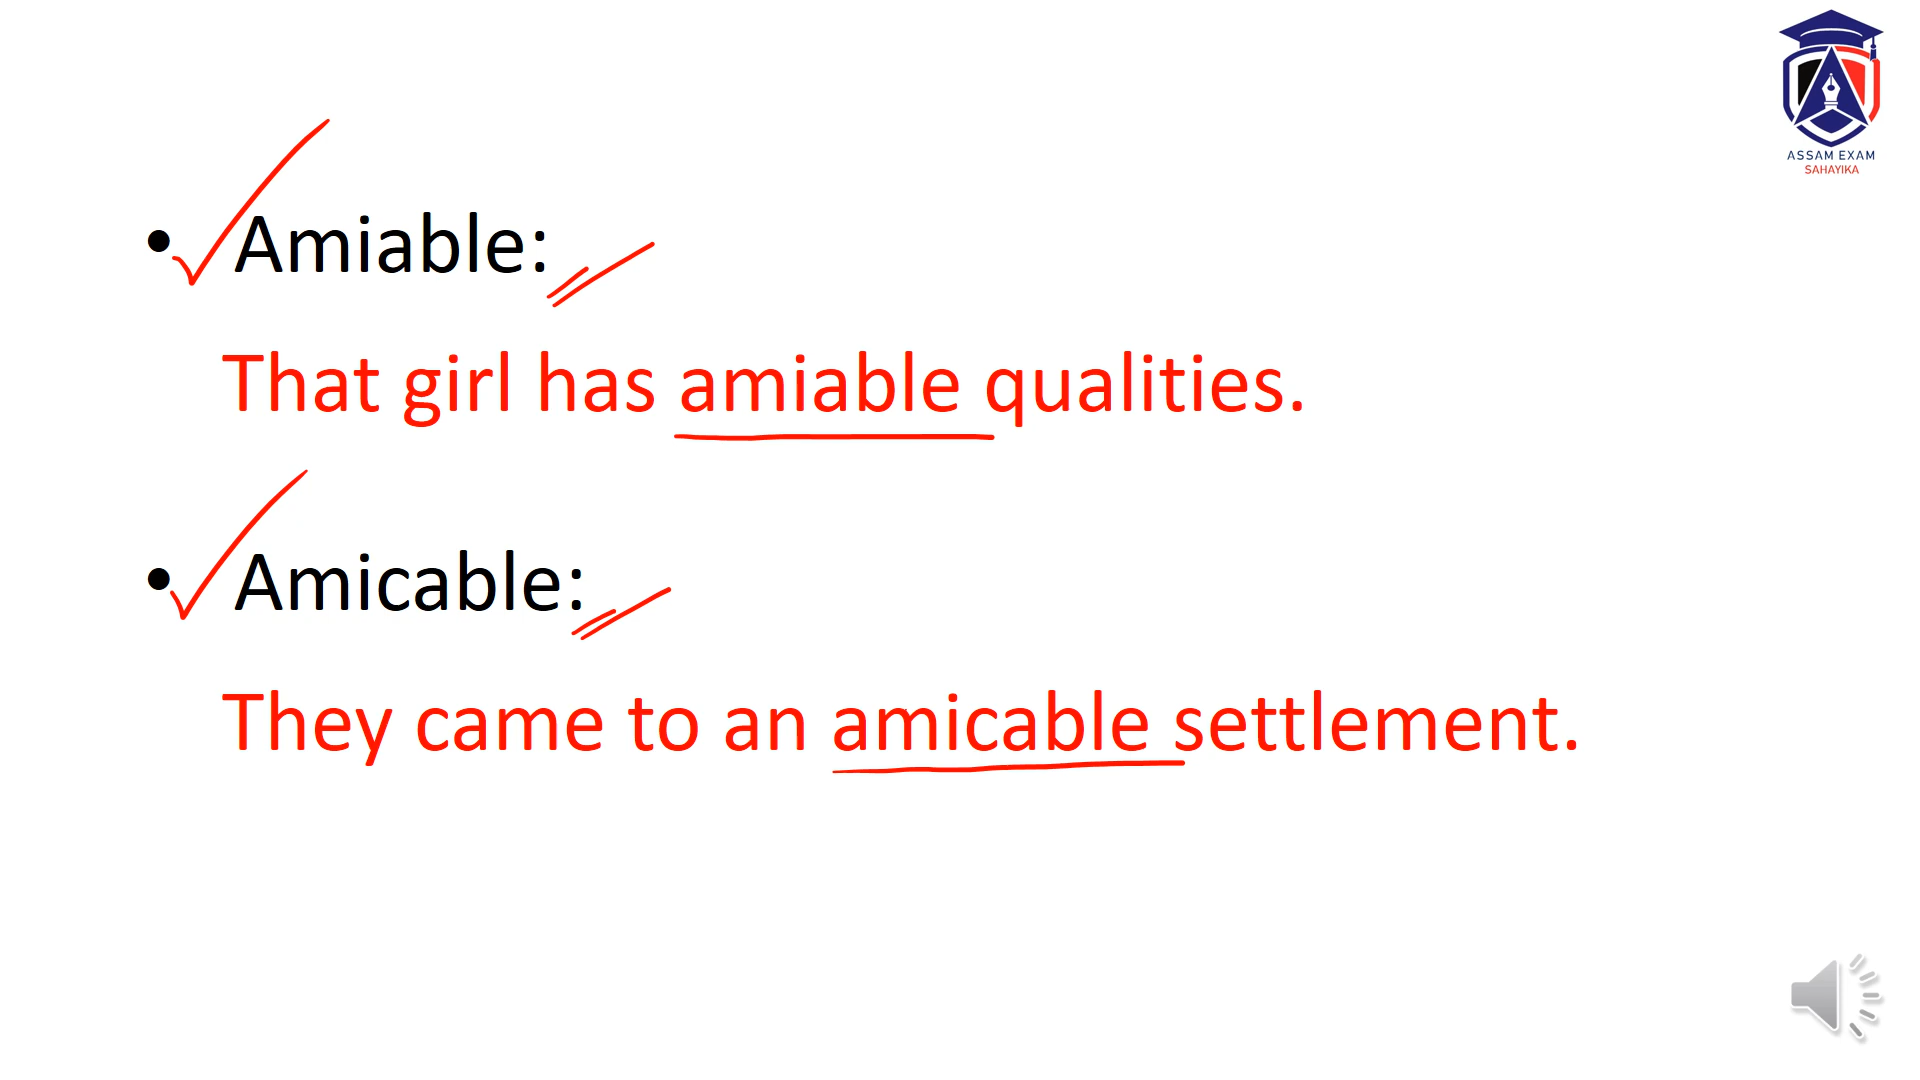 ASSAM EXAM
SAHAYIKA
• Amiable:
That girl has amiable qualities.
• Amicable:
They came to an amicable settlement.